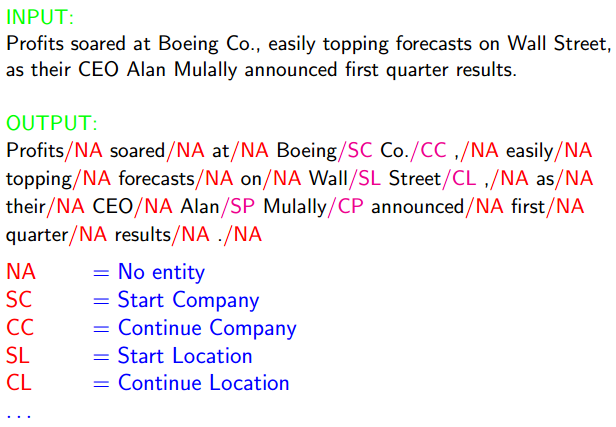 INPUT:
Profits soared at Boeing Co., easily topping forecasts on Wall Street,
as their CEO Alan Mulally announced first quarter results.
OUTPUT:
Profits/NA soared/NA at/NA Boeing/SC Co./CC ,/NA easily/NA
topping/NA forecasts/NA on/NA Wall/SL Street/CL ,/NA as/NA
their/NA CEO/NA Alan/SP Mulally/CP announced/NA first/NA
quarter/NA results/NA ./NA
NA = No entity
SC = Start Company
CC = Continue Company
SL = Start Location
CL = Continue Location
...